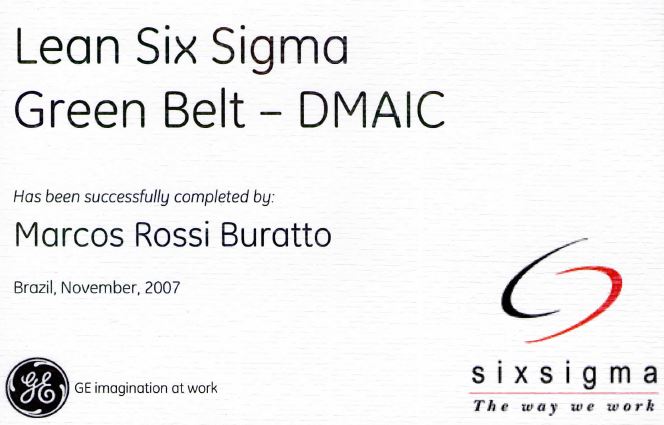 Lean Six Sigma
Green Belt – DMAIC
Has been successfully completed by:
Marcos Rossi Buratto
Brazil, November, 2007
GE
GE imagination at work
sixsigma
The way we work